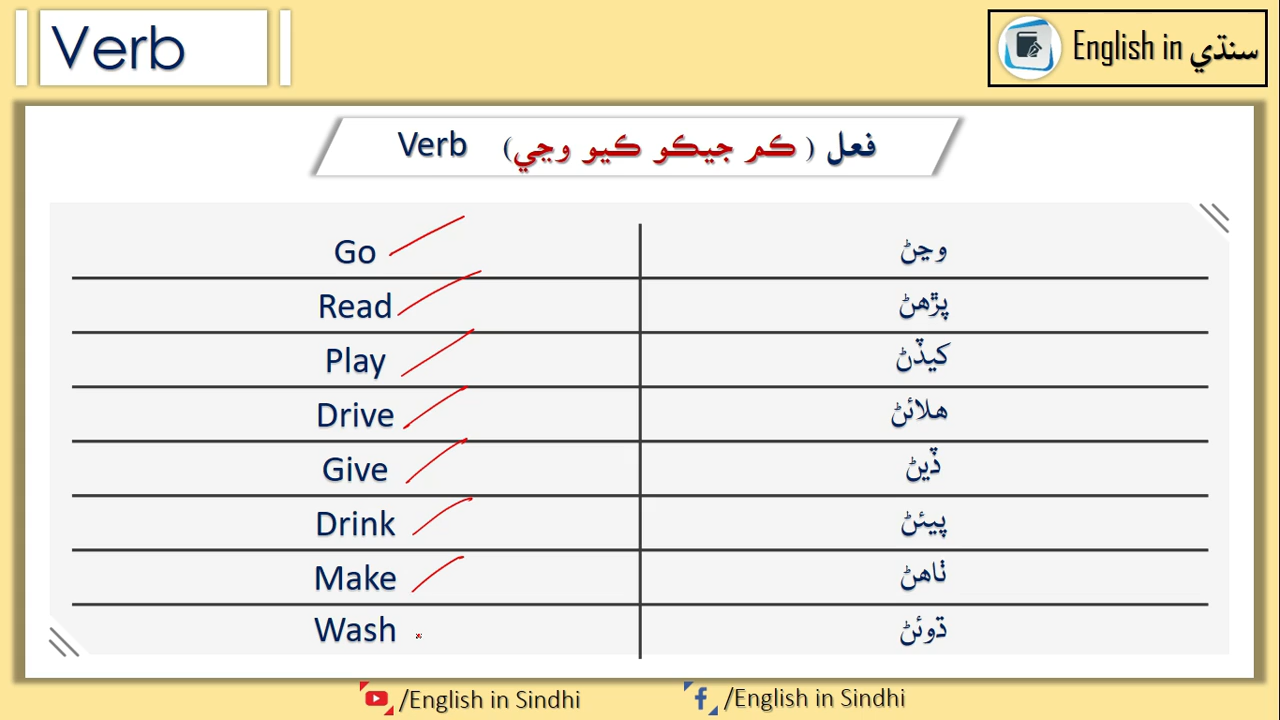 Verb
English in سنڌي
Verb فعل ( ڪم جيڪو ڪيو وڃي)
Go وڃڻ
Read پڙهڻ
Play کيڏڻ
Drive هلائڻ
Give ڏيڻ
Drink پيئڻ
Make ٺاهڻ
Wash ڌوئڻ
/English in Sindhi /English in Sindhi